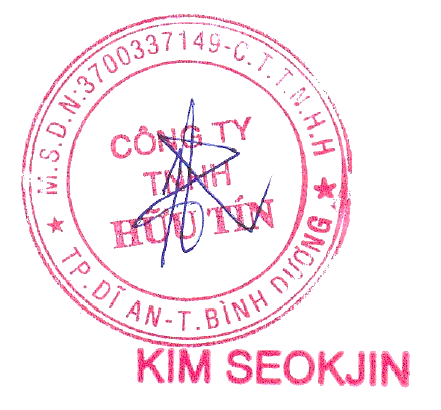 M.S.D.N:3700337149-C.T.T.N.H.H
CÔNG TY
TNHH
HỮU TÍN
★ TP.DĨ AN-T.BÌNH DƯƠNG ★
KIM SEOKJIN